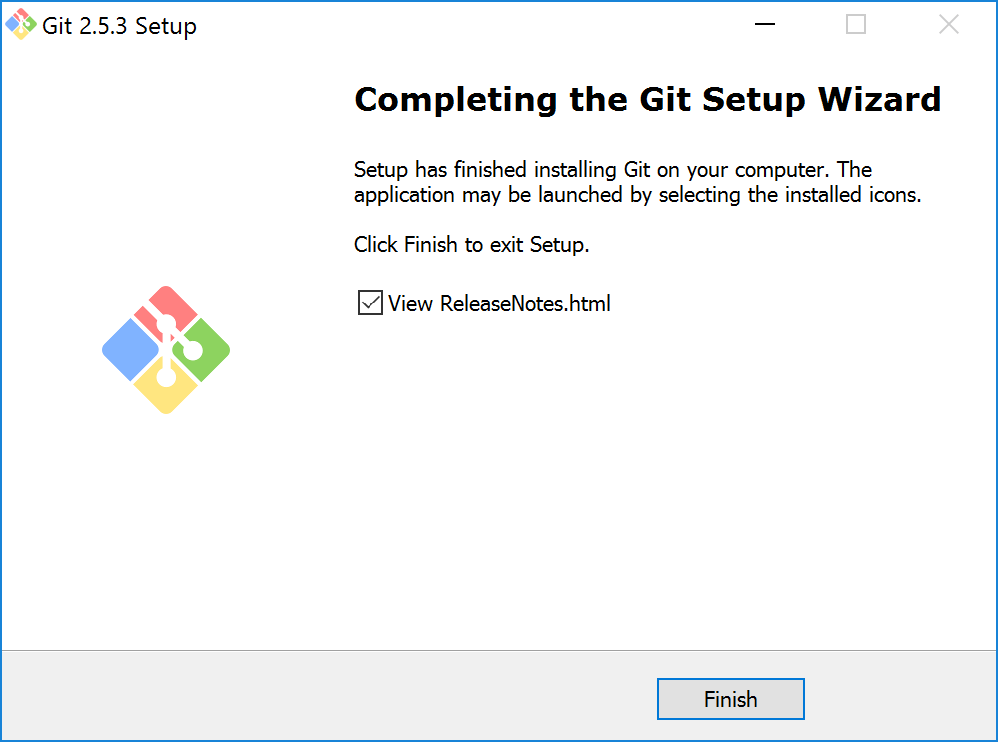 Git 2.5.3 Setup
Completing the Git Setup Wizard
Setup has finished installing Git on your computer. The
application may be launched by selecting the installed icons.
Click Finish to exit Setup.
View ReleaseNotes.html
Finish